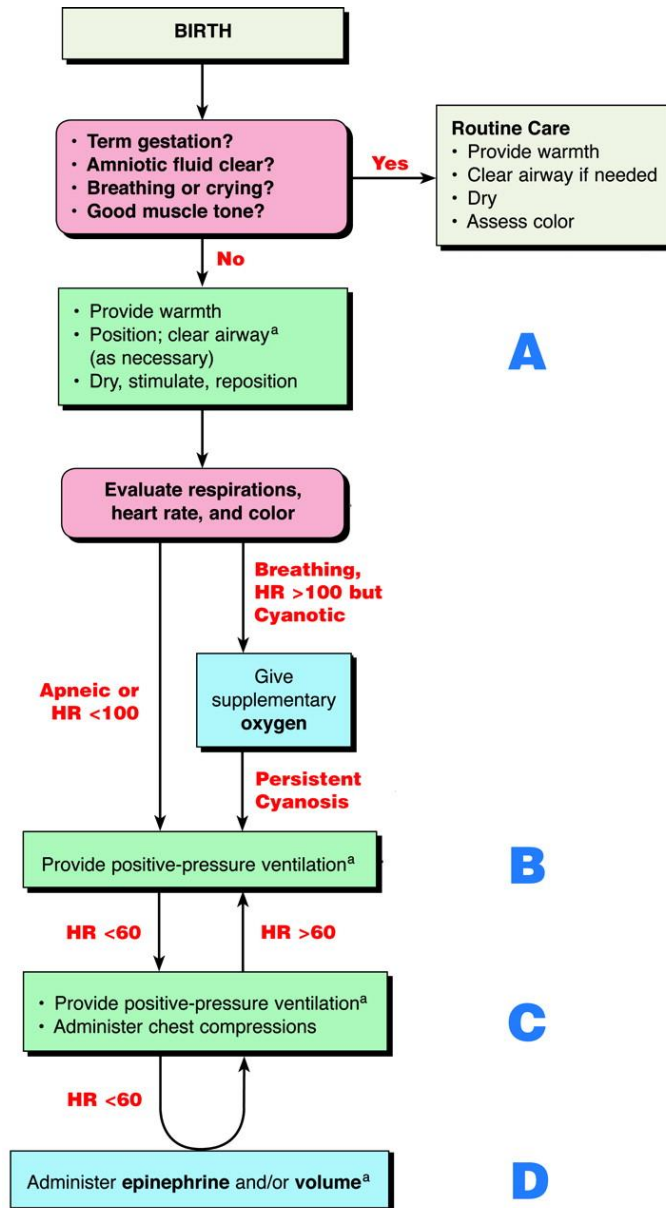 BIRTH
• Term gestation?
• Amniotic fluid clear?
• Breathing or crying?
• Good muscle tone?
Yes
Routine Care
• Provide warmth
• Clear airway if needed
• Dry
• Assess color
No
• Provide warmth
• Position; clear airwayᵃ
(as necessary)
• Dry, stimulate, reposition
A
Evaluate respirations,
heart rate, and color
Breathing,
HR >100 but
Cyanotic
Apneic or
HR <100
Give
supplementary
oxygen
Persistent
Cyanosis
Provide positive-pressure ventilationᵃ
B
HR <60
HR >60
• Provide positive-pressure ventilationᵃ
• Administer chest compressions
C
HR <60
Administer epinephrine and/or volumeᵃ
D